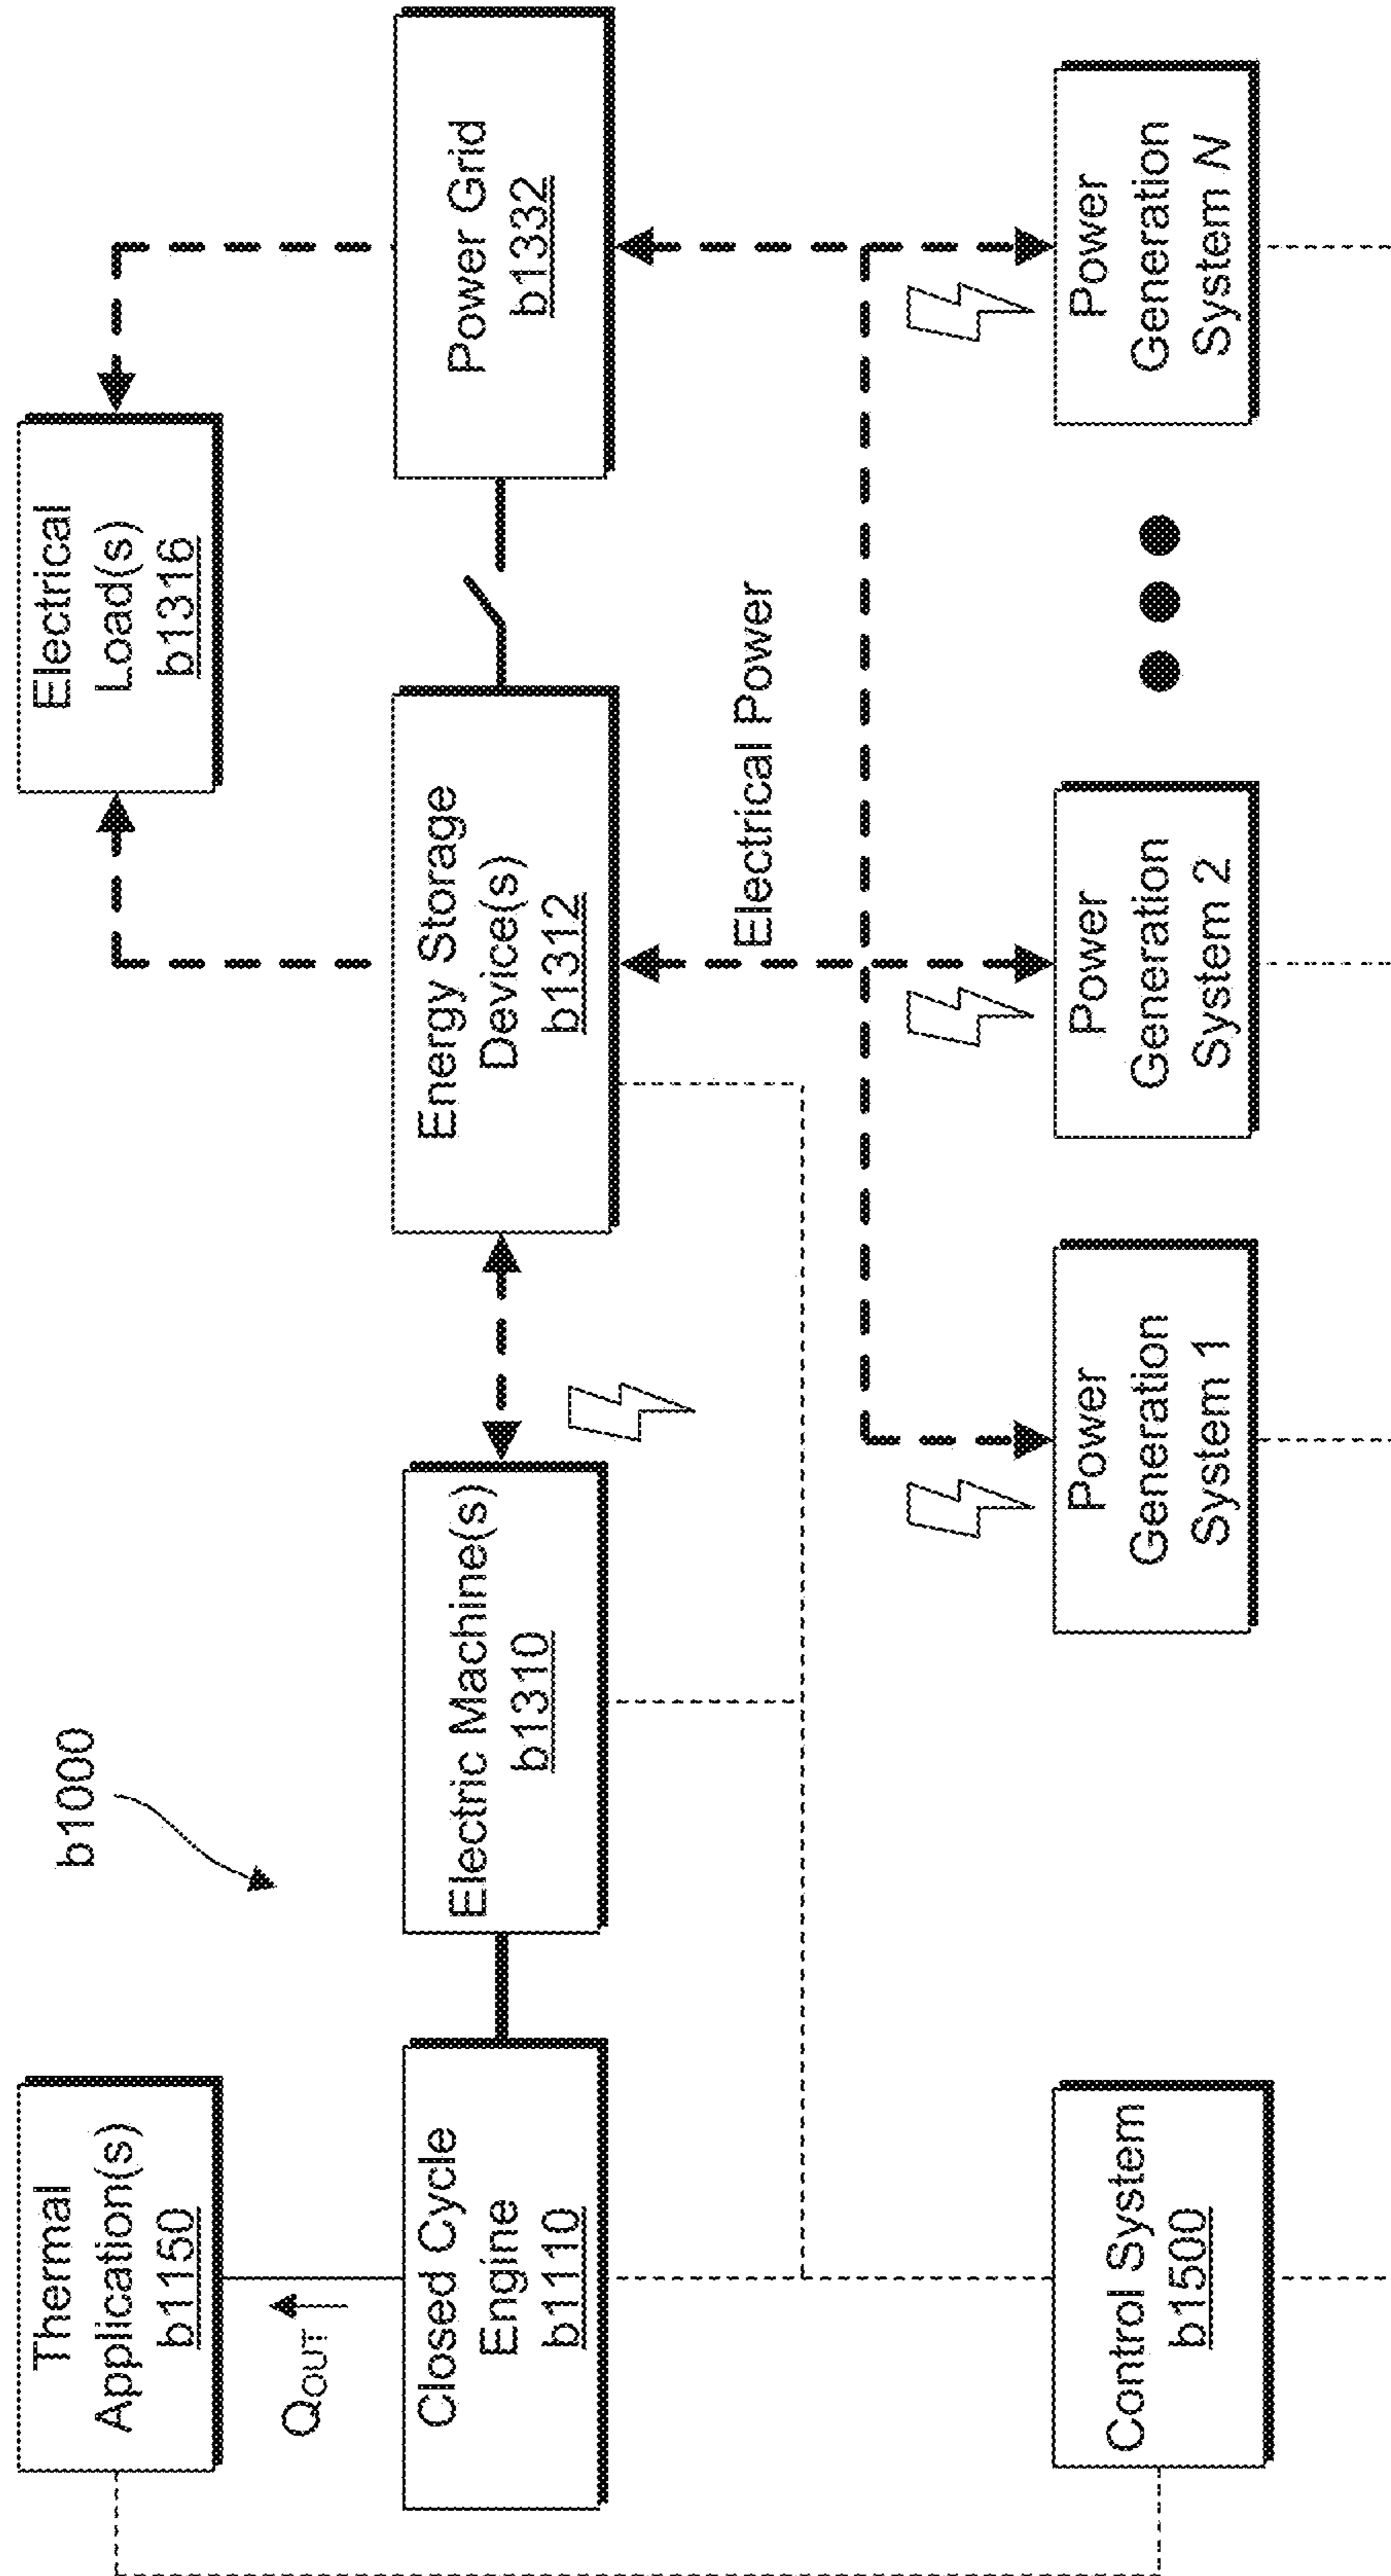 b1000
Thermal
Application(s)
b1150
Electrical
Load(s)
b1316
QOUT
Closed Cycle
Engine
b1110
Electric Machine(s)
b1310
Energy Storage
Device(s)
b1312
Power Grid
b1332
Electrical Power
Control System
b1500
Power
Generation
System 1
Power
Generation
System 2
Power
Generation
System N